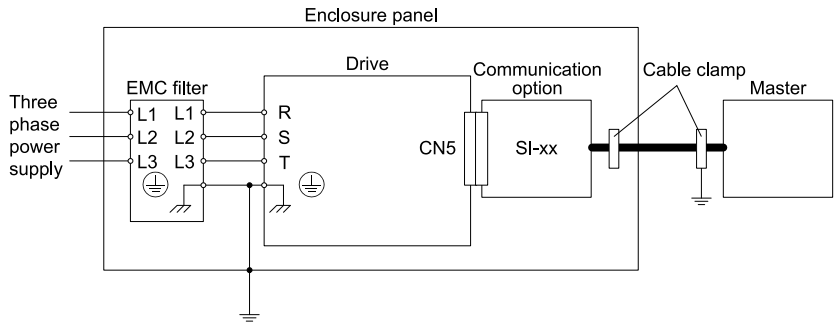 Enclosure panel
Drive
Communication
option
Cable clamp
Master
EMC filter
Three
phase
power
supply
L1 L1 R
L2 L2 S
L3 L3 T
CN5
SI-xx